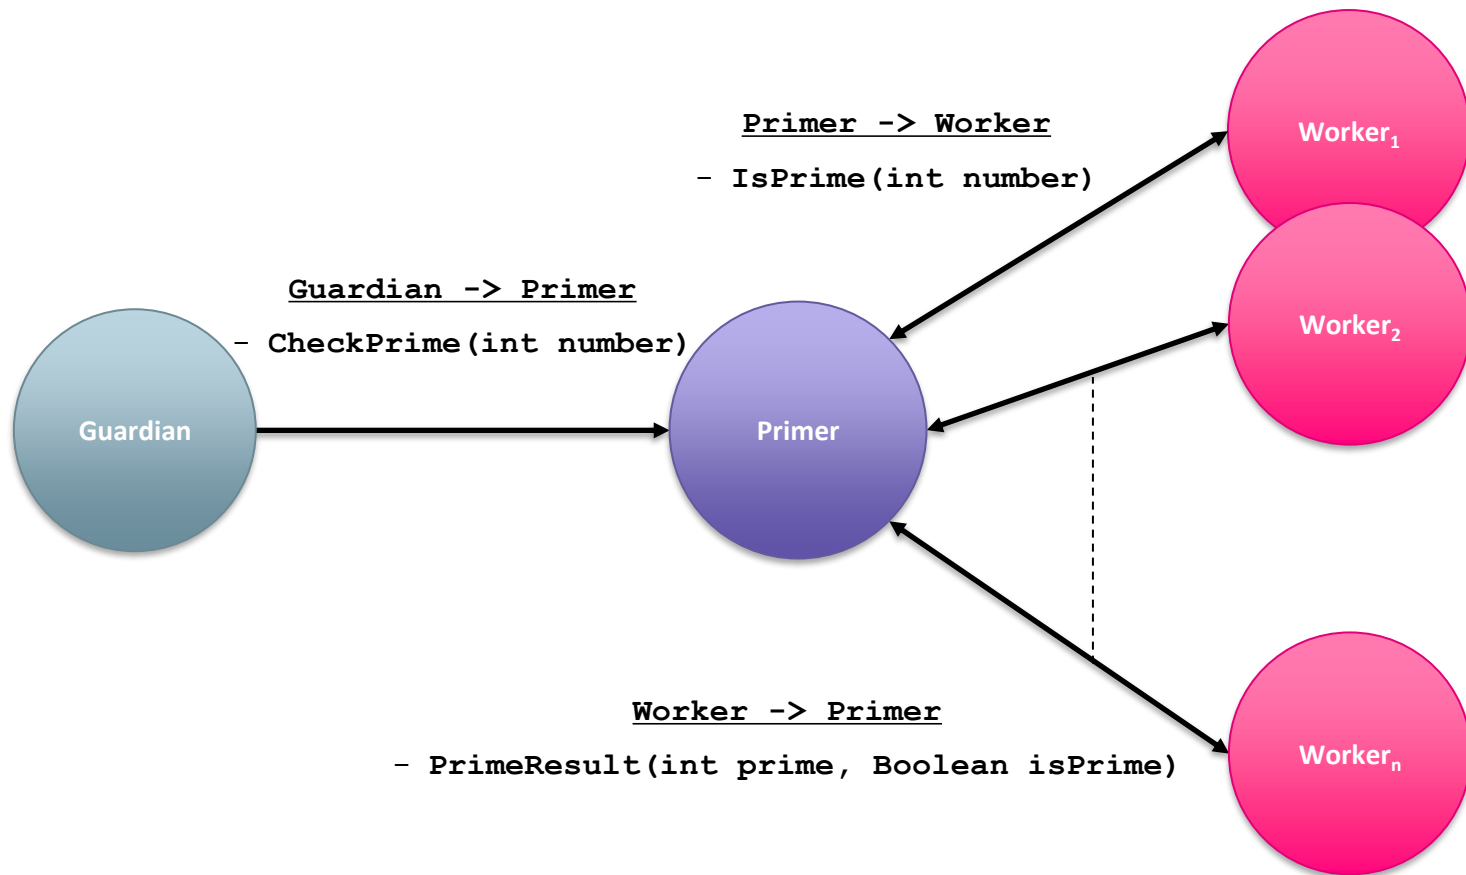 Primer -> Worker
- IsPrime(int number)
Worker₁
Guardian -> Primer
- CheckPrime(int number)
Worker₂
Guardian
Primer
Worker -> Primer
- PrimeResult(int prime, Boolean isPrime)
Workerₙ